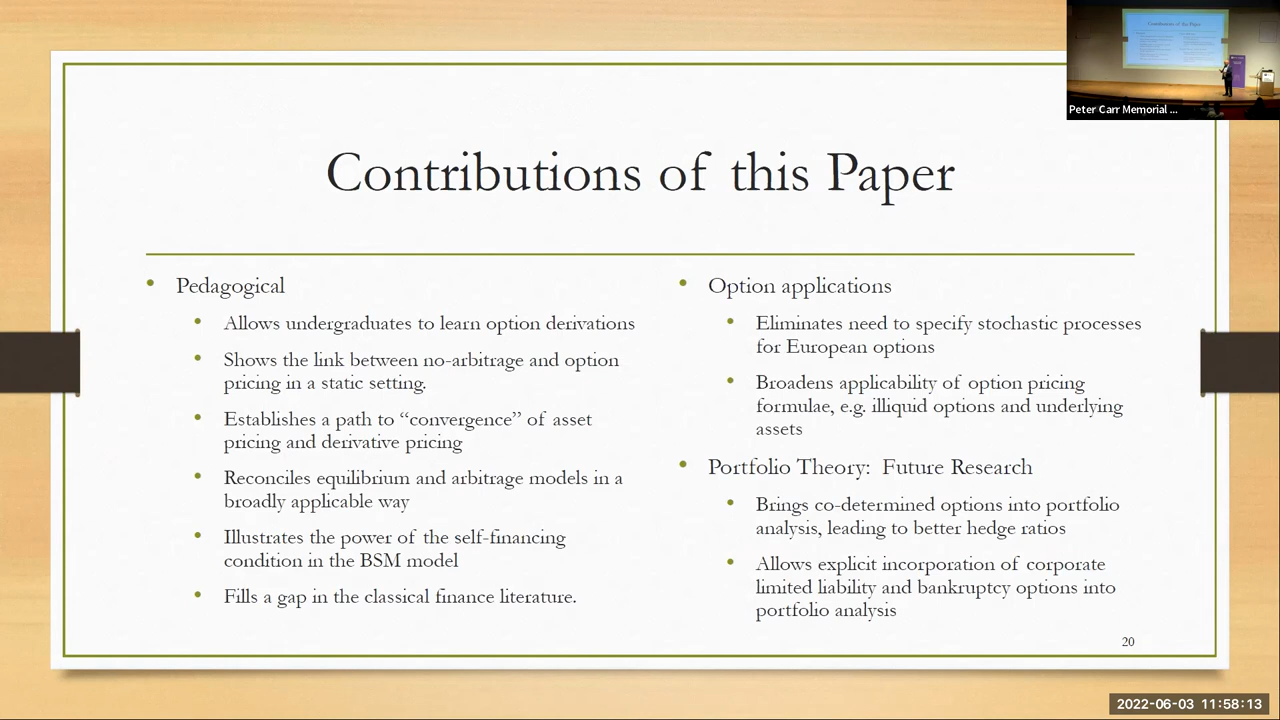 Peter Carr Memorial ...
Contributions of this Paper
• Pedagogical
• Allows undergraduates to learn option derivations
• Shows the link between no-arbitrage and option
pricing in a static setting.
• Establishes a path to “convergence” of asset
pricing and derivative pricing
• Reconciles equilibrium and arbitrage models in a
broadly applicable way
• Illustrates the power of the self-financing
condition in the BSM model
• Fills a gap in the classical finance literature.
• Option applications
• Eliminates need to specify stochastic processes
for European options
• Broadens applicability of option pricing
formulae, e.g. illiquid options and underlying
assets
• Portfolio Theory: Future Research
• Brings co-determined options into portfolio
analysis, leading to better hedge ratios
• Allows explicit incorporation of corporate
limited liability and bankruptcy options into
portfolio analysis
20
2022-06-03 11:58:13